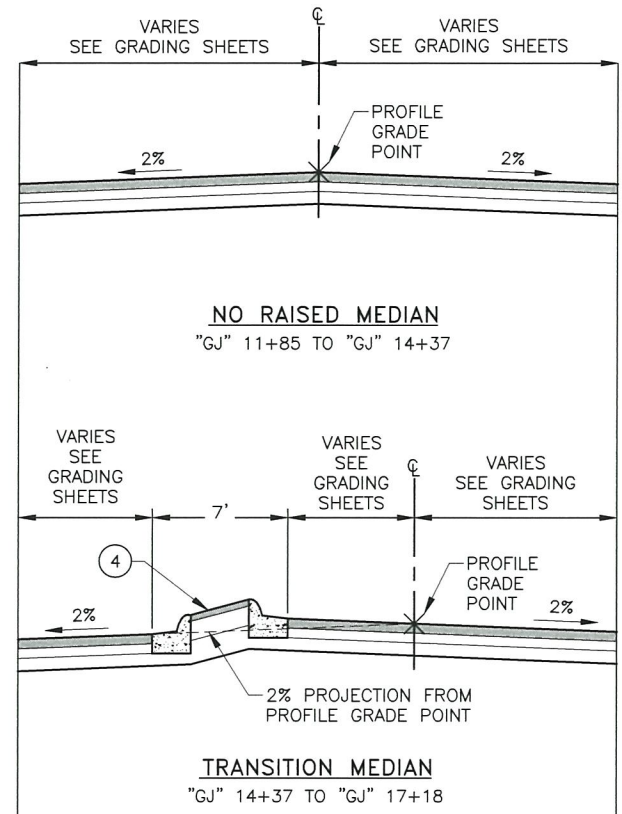 ℄
VARIES
SEE GRADING SHEETS
VARIES
SEE GRADING SHEETS
PROFILE
GRADE
POINT
2%
2%
NO RAISED MEDIAN
"GJ" 11+85 TO "GJ" 14+37
VARIES
SEE
GRADING
SHEETS
7'
VARIES
SEE
GRADING
SHEETS
℄
VARIES
SEE GRADING
SHEETS
4
PROFILE
GRADE
POINT
2%
2%
2% PROJECTION FROM
PROFILE GRADE POINT
TRANSITION MEDIAN
"GJ" 14+37 TO "GJ" 17+18